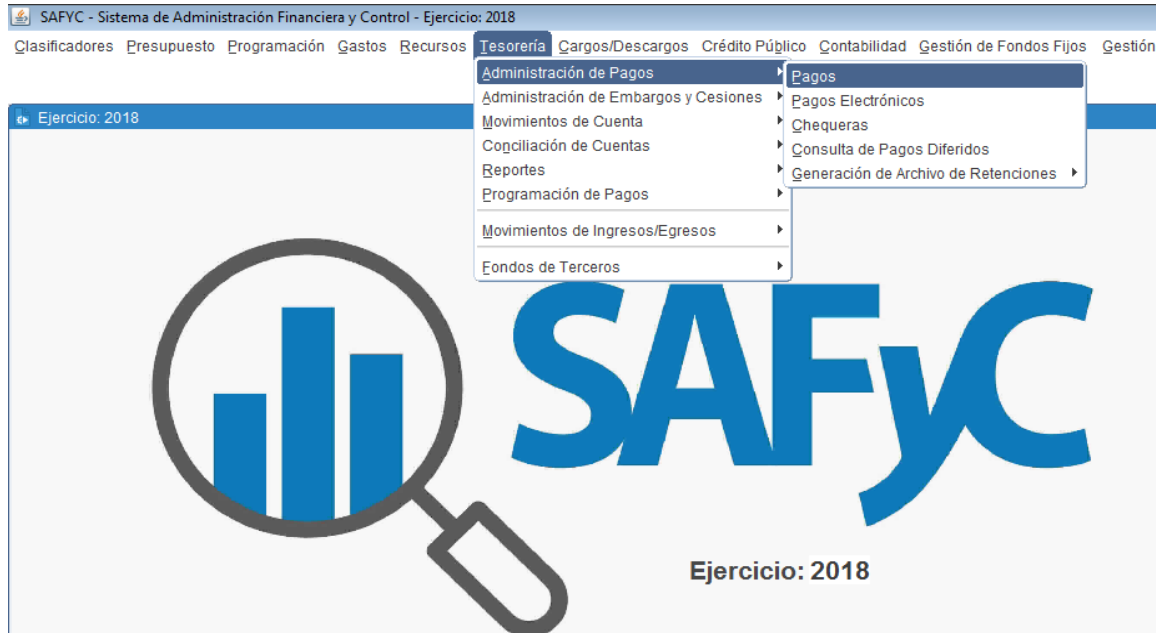 SAFYC - Sistema de Administración Financiera y Control - Ejercicio: 2018
Clasificadores Presupuesto Programación Gastos Recursos Tesorería Cargos/Descargos Crédito Público Contabilidad Gestión de Fondos Fijos Gestión
Ejercicio: 2018
Administración de Pagos
Administración de Embargos y Cesiones
Movimientos de Cuenta
Conciliación de Cuentas
Reportes
Programación de Pagos
Movimientos de Ingresos/Egresos
Fondos de Terceros
Pagos
Pagos Electrónicos
Chequeras
Consulta de Pagos Diferidos
Generación de Archivo de Retenciones
SAFyC
Ejercicio: 2018